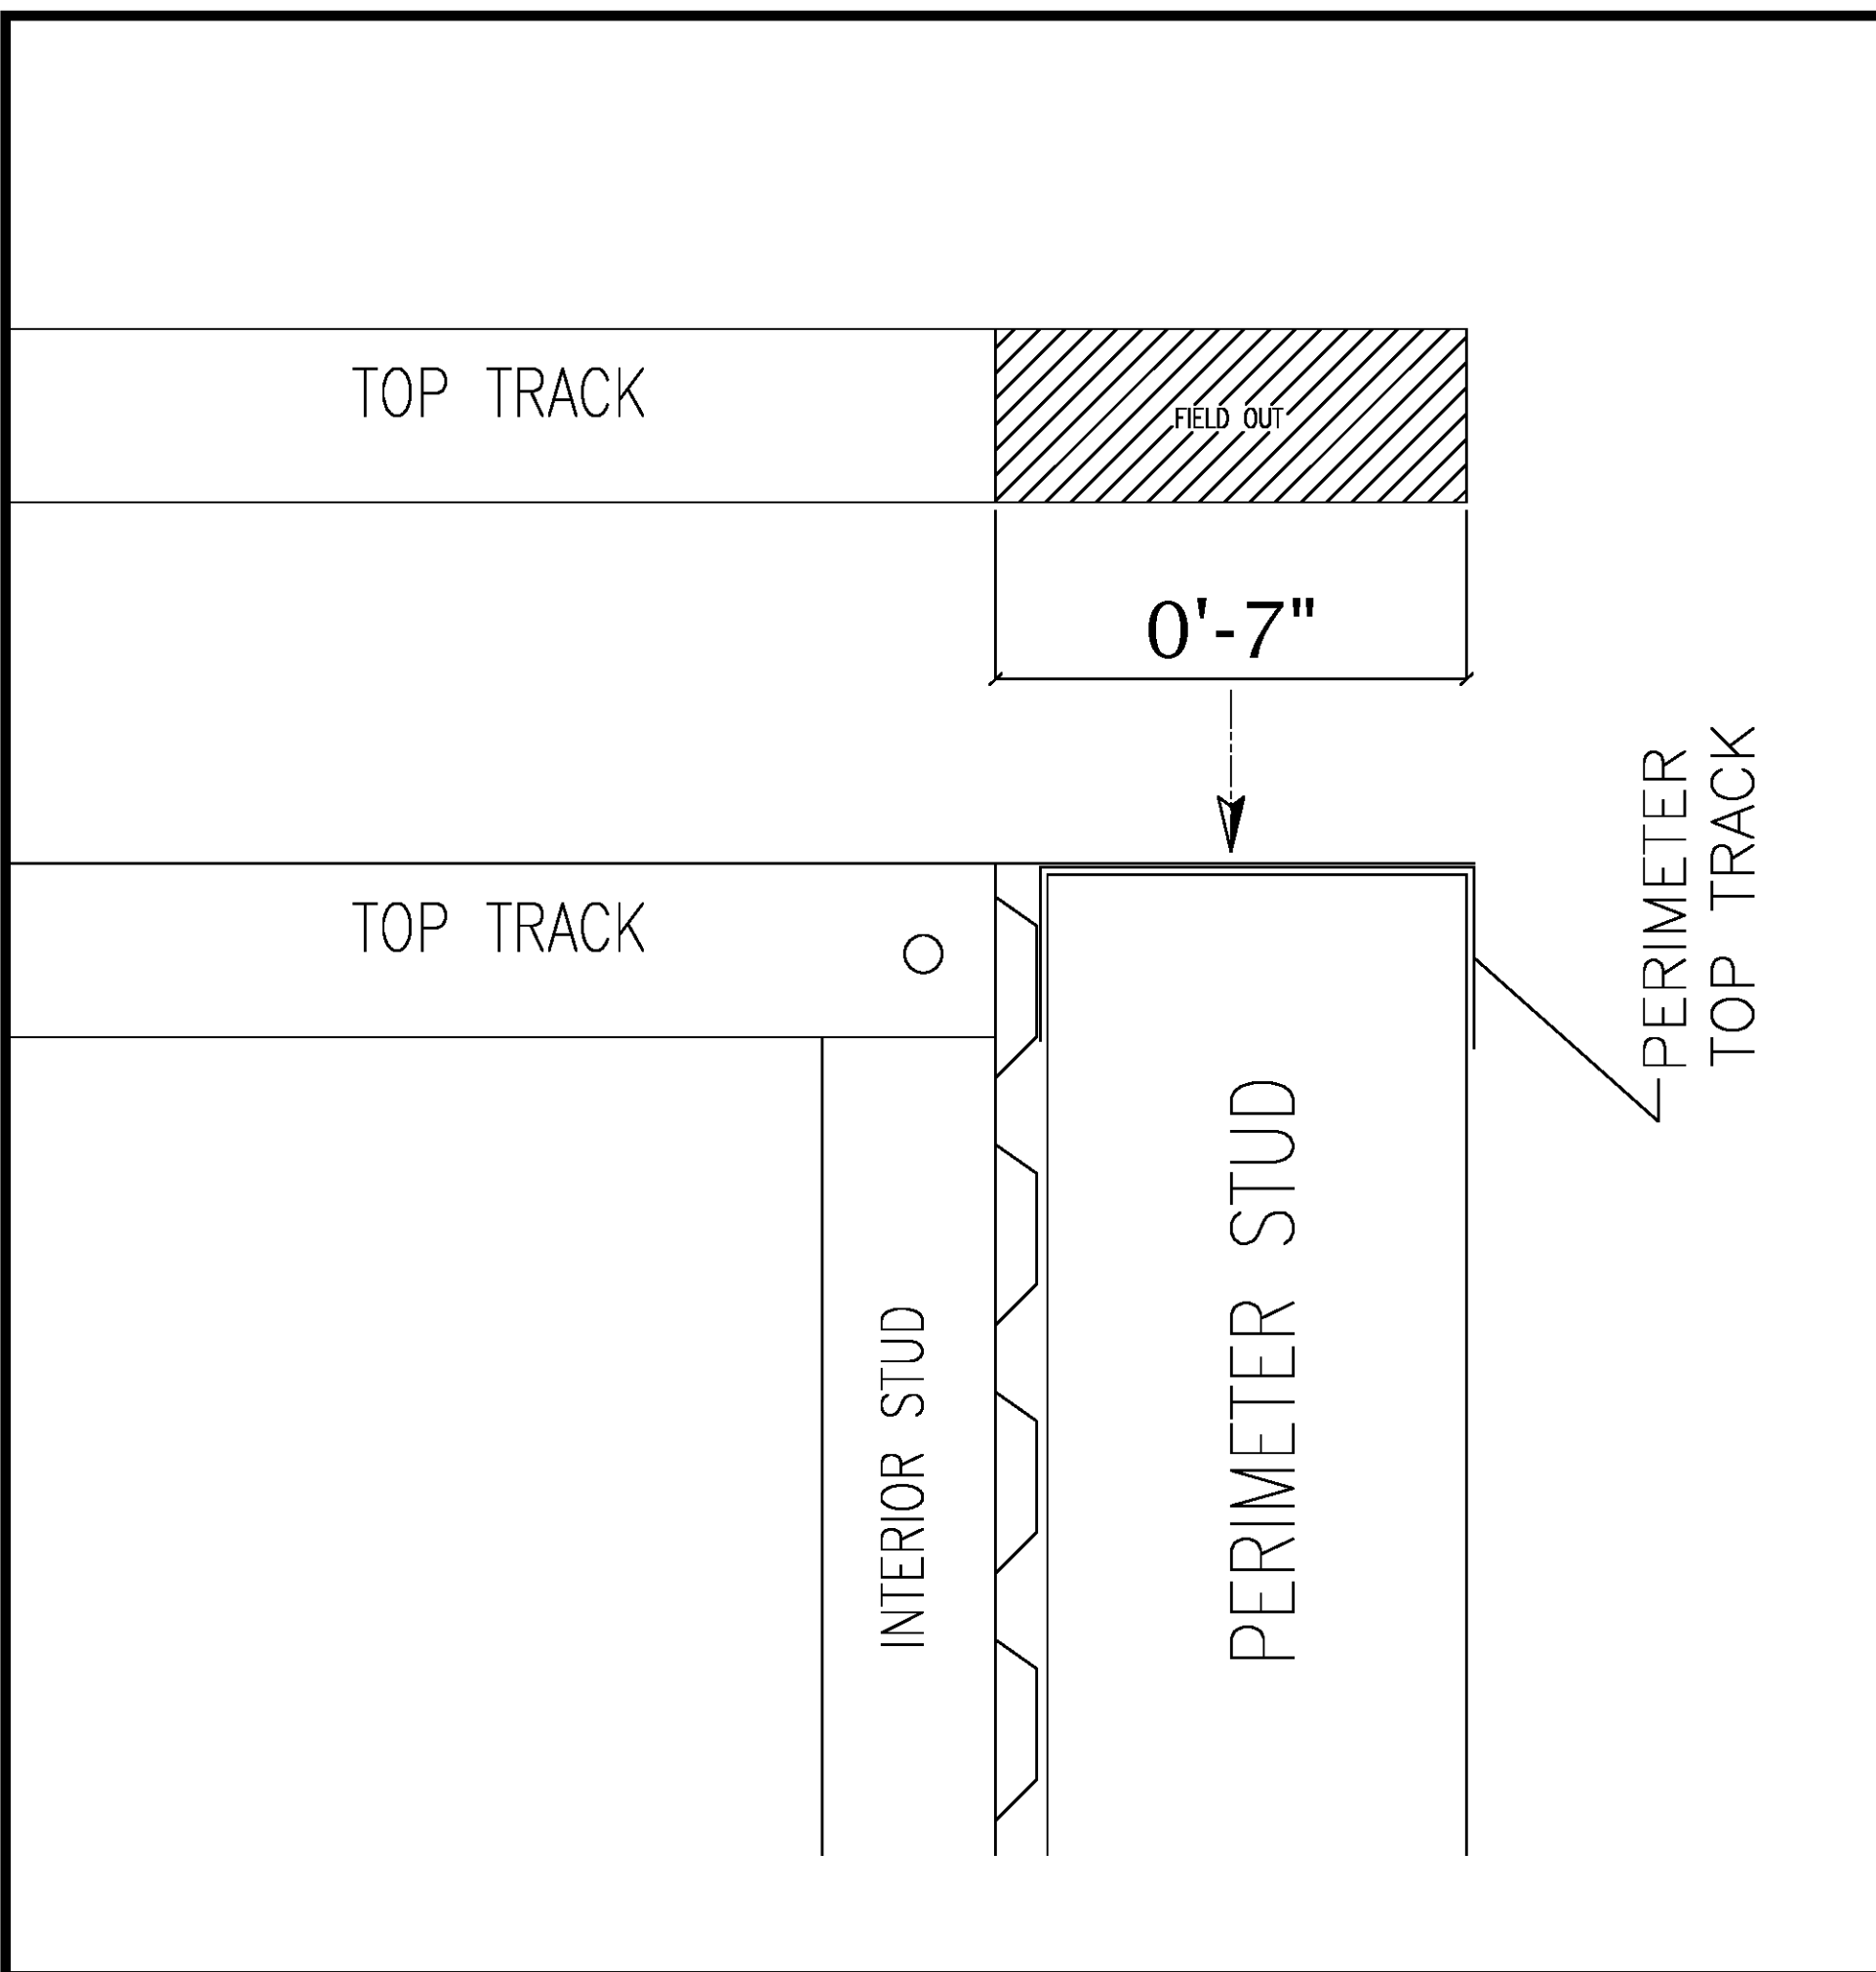 TOP TRACK
FIELD OUT
0'-7"
PERIMETER
TOP TRACK
TOP TRACK
INTERIOR STUD
PERIMETER STUD